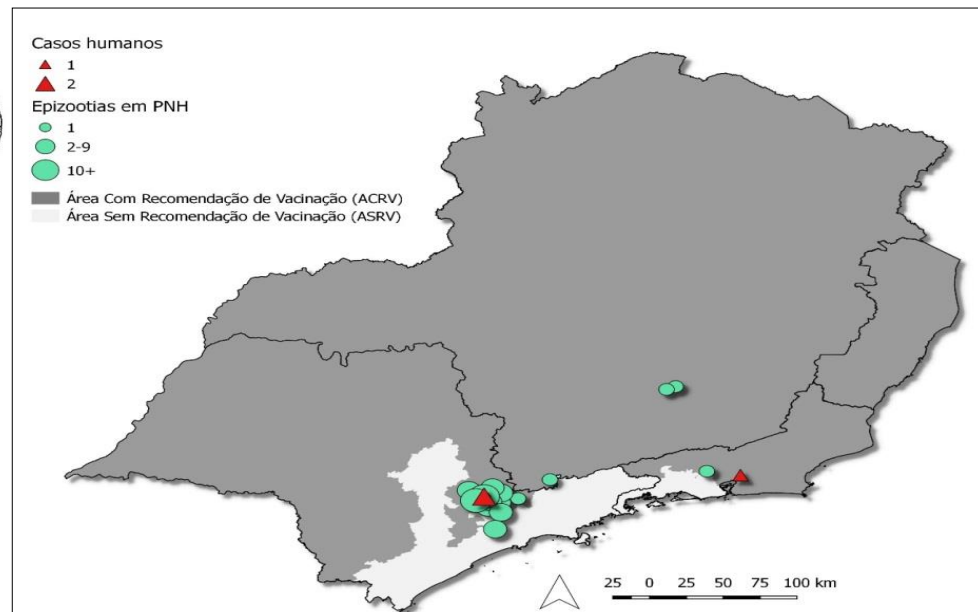 Casos humanos
1
2
Epizootias em PNH
1
2-9
10+
Área Com Recomendação de Vacinação (ACRV)
Área Sem Recomendação de Vacinação (ASRV)
25 0 25 50 75 100 km